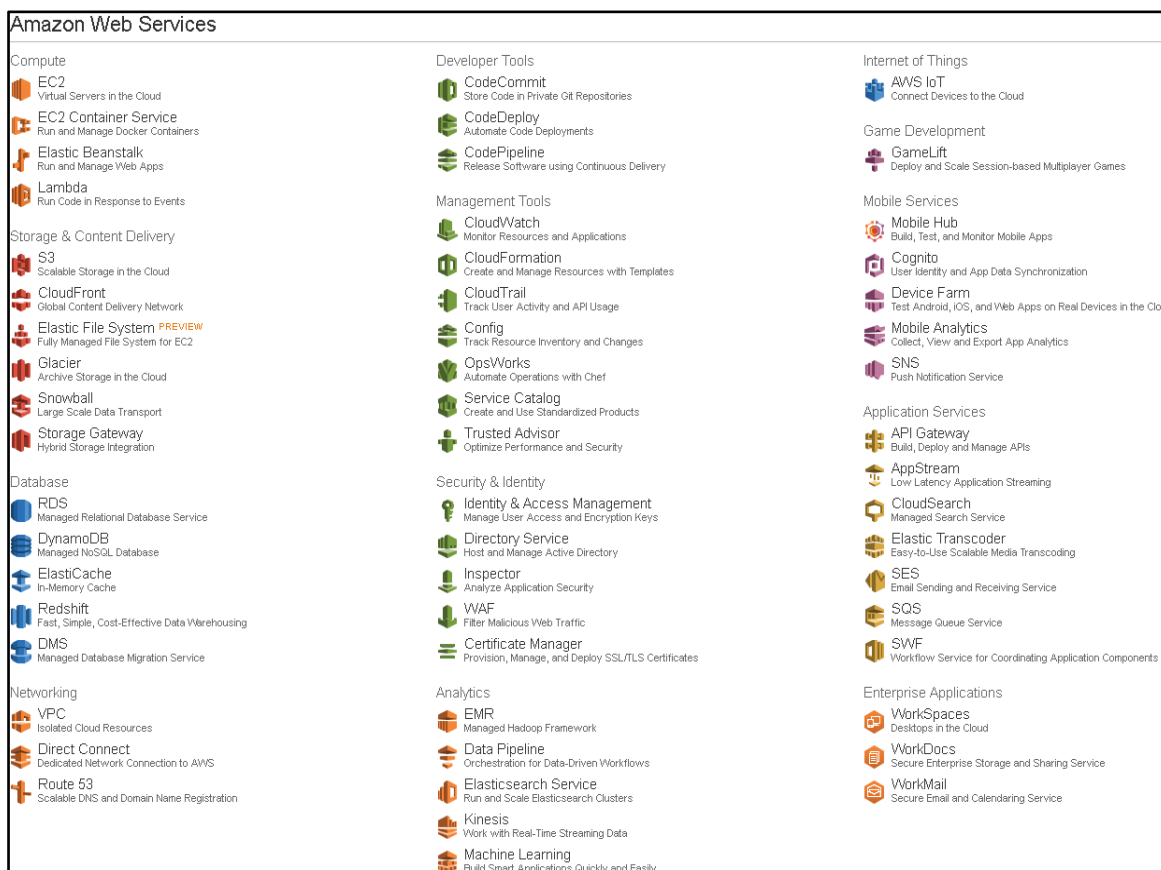 Amazon Web Services
Compute
EC2
Virtual Servers in the Cloud
EC2 Container Service
Run and Manage Docker Containers
Elastic Beanstalk
Run and Manage Web Apps
Lambda
Run Code in Response to Events
Storage & Content Delivery
S3
Scalable Storage in the Cloud
CloudFront
Global Content Delivery Network
Elastic File System PREVIEW
Fully Managed File System for EC2
Glacier
Archive Storage in the Cloud
Snowball
Large Scale Data Transport
Storage Gateway
Hybrid Storage Integration
Database
RDS
Managed Relational Database Service
DynamoDB
Managed NoSQL Database
ElastiCache
In-Memory Cache
Redshift
Fast, Simple, Cost-Effective Data Warehousing
DMS
Managed Database Migration Service
Networking
VPC
Isolated Cloud Resources
Direct Connect
Dedicated Network Connection to AWS
Route 53
Scalable DNS and Domain Name Registration
Developer Tools
CodeCommit
Store Code in Private Git Repositories
CodeDeploy
Automate Code Deployments
CodePipeline
Release Software using Continuous Delivery
Management Tools
CloudWatch
Monitor Resources and Applications
CloudFormation
Create and Manage Resources with Templates
CloudTrail
Track User Activity and API Usage
Config
Track Resource Inventory and Changes
OpsWorks
Automate Operations with Chef
Service Catalog
Create and Use Standardized Products
Trusted Advisor
Optimize Performance and Security
Security & Identity
Identity & Access Management
Manage User Access and Encryption Keys
Directory Service
Host and Manage Active Directory
Inspector
Analyze Application Security
WAF
Filter Malicious Web Traffic
Certificate Manager
Provision, Manage, and Deploy SSL/TLS Certificates
Analytics
EMR
Managed Hadoop Framework
Data Pipeline
Orchestration for Data-Driven Workflows
Elasticsearch Service
Run and Scale Elasticsearch Clusters
Kinesis
Work with Real-Time Streaming Data
Machine Learning
Build Smart Applications Quickly and Easily
Internet of Things
AWS IoT
Connect Devices to the Cloud
Game Development
GameLift
Deploy and Scale Session-based Multiplayer Games
Mobile Services
Mobile Hub
Build, Test, and Monitor Mobile Apps
Cognito
User Identity and App Data Synchronization
Device Farm
Test Android, iOS, and Web Apps on Real Devices in the Clo
Mobile Analytics
Collect, View and Export App Analytics
SNS
Push Notification Service
Application Services
API Gateway
Build, Deploy and Manage APIs
AppStream
Low Latency Application Streaming
CloudSearch
Managed Search Service
Elastic Transcoder
Easy-to-Use Scalable Media Transcoding
SES
Email Sending and Receiving Service
SQS
Message Queue Service
SWF
Workflow Service for Coordinating Application Components
Enterprise Applications
WorkSpaces
Desktops in the Cloud
WorkDocs
Secure Enterprise Storage and Sharing Service
WorkMail
Secure Email and Calendaring Service